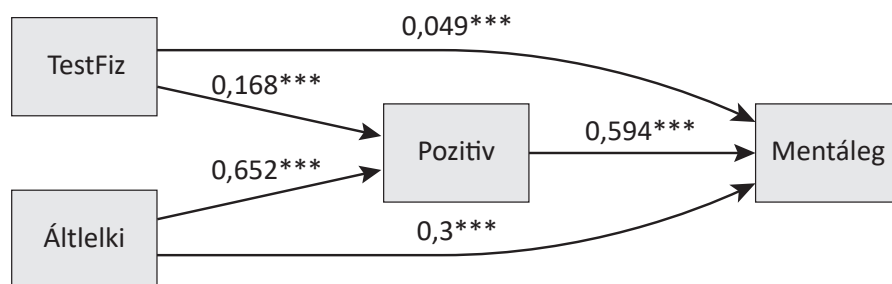 0,049***
TestFiz
0,168***
Pozitiv
0,594***
Mentáleg
0,652***
Áltlelki
0,3***